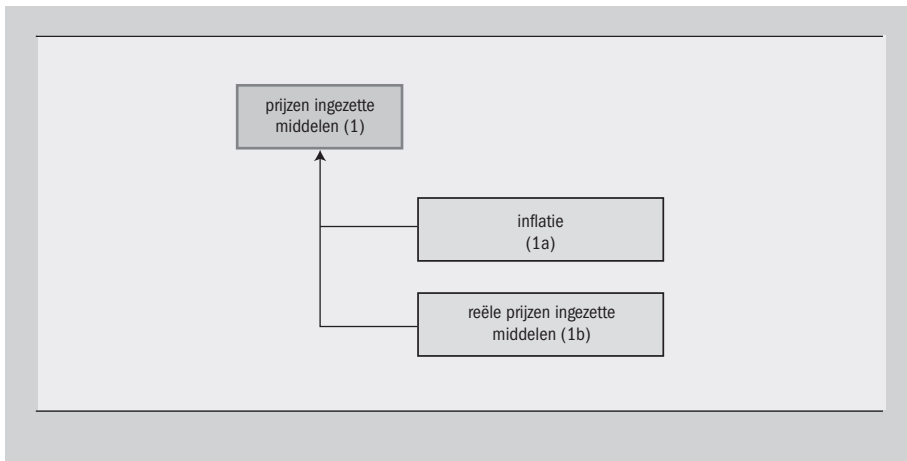 prijzen ingezette
middelen (1)
inflatie
(1a)
reële prijzen ingezette
middelen (1b)